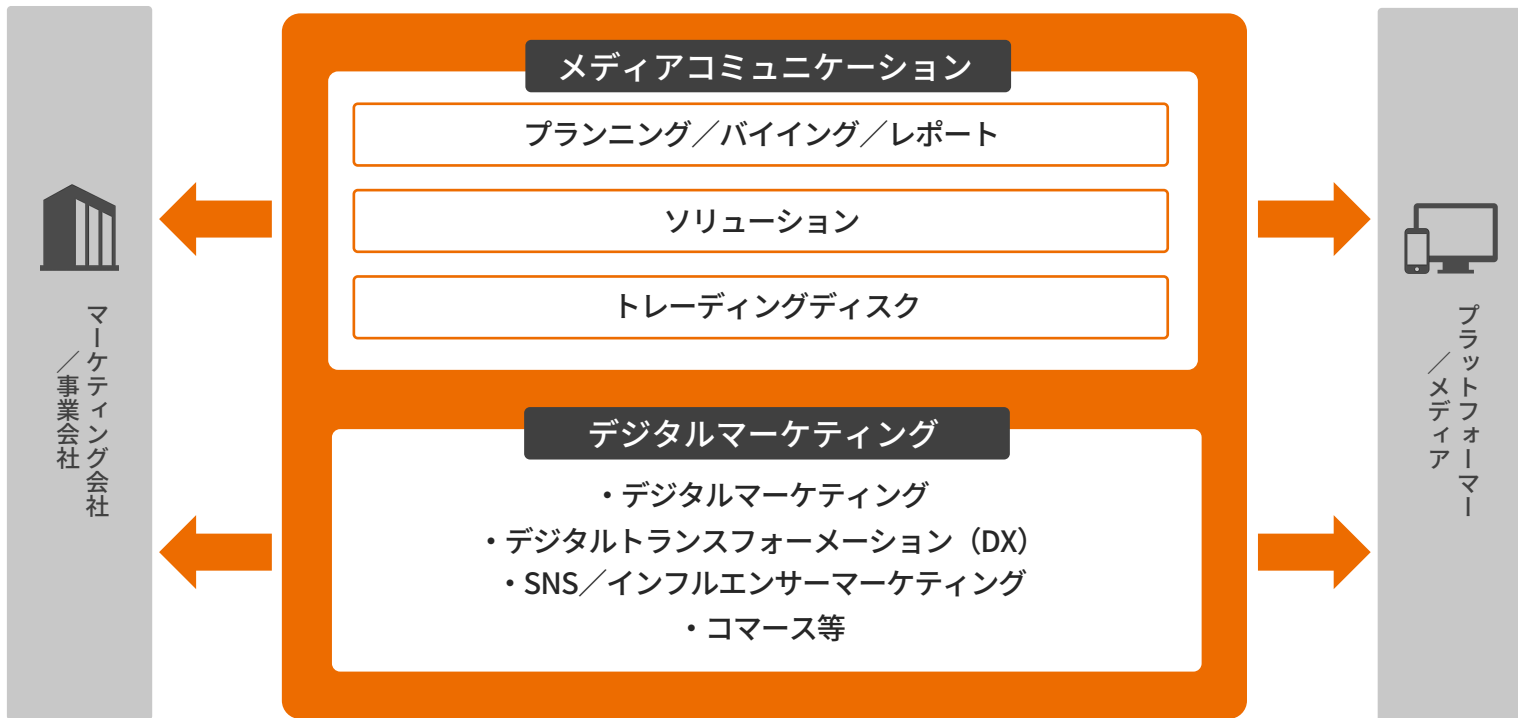 メディアコミュニケーション
プランニング／バイイング／レポート
ソリューション
トレーディングディスク
デジタルマーケティング
・デジタルマーケティング
・デジタルトランスフォーメーション（DX）
・SNS／インフルエンサーマーケティング
・コマース等
マーケティング会社
／事業会社
プラットフォーマー
／メディア